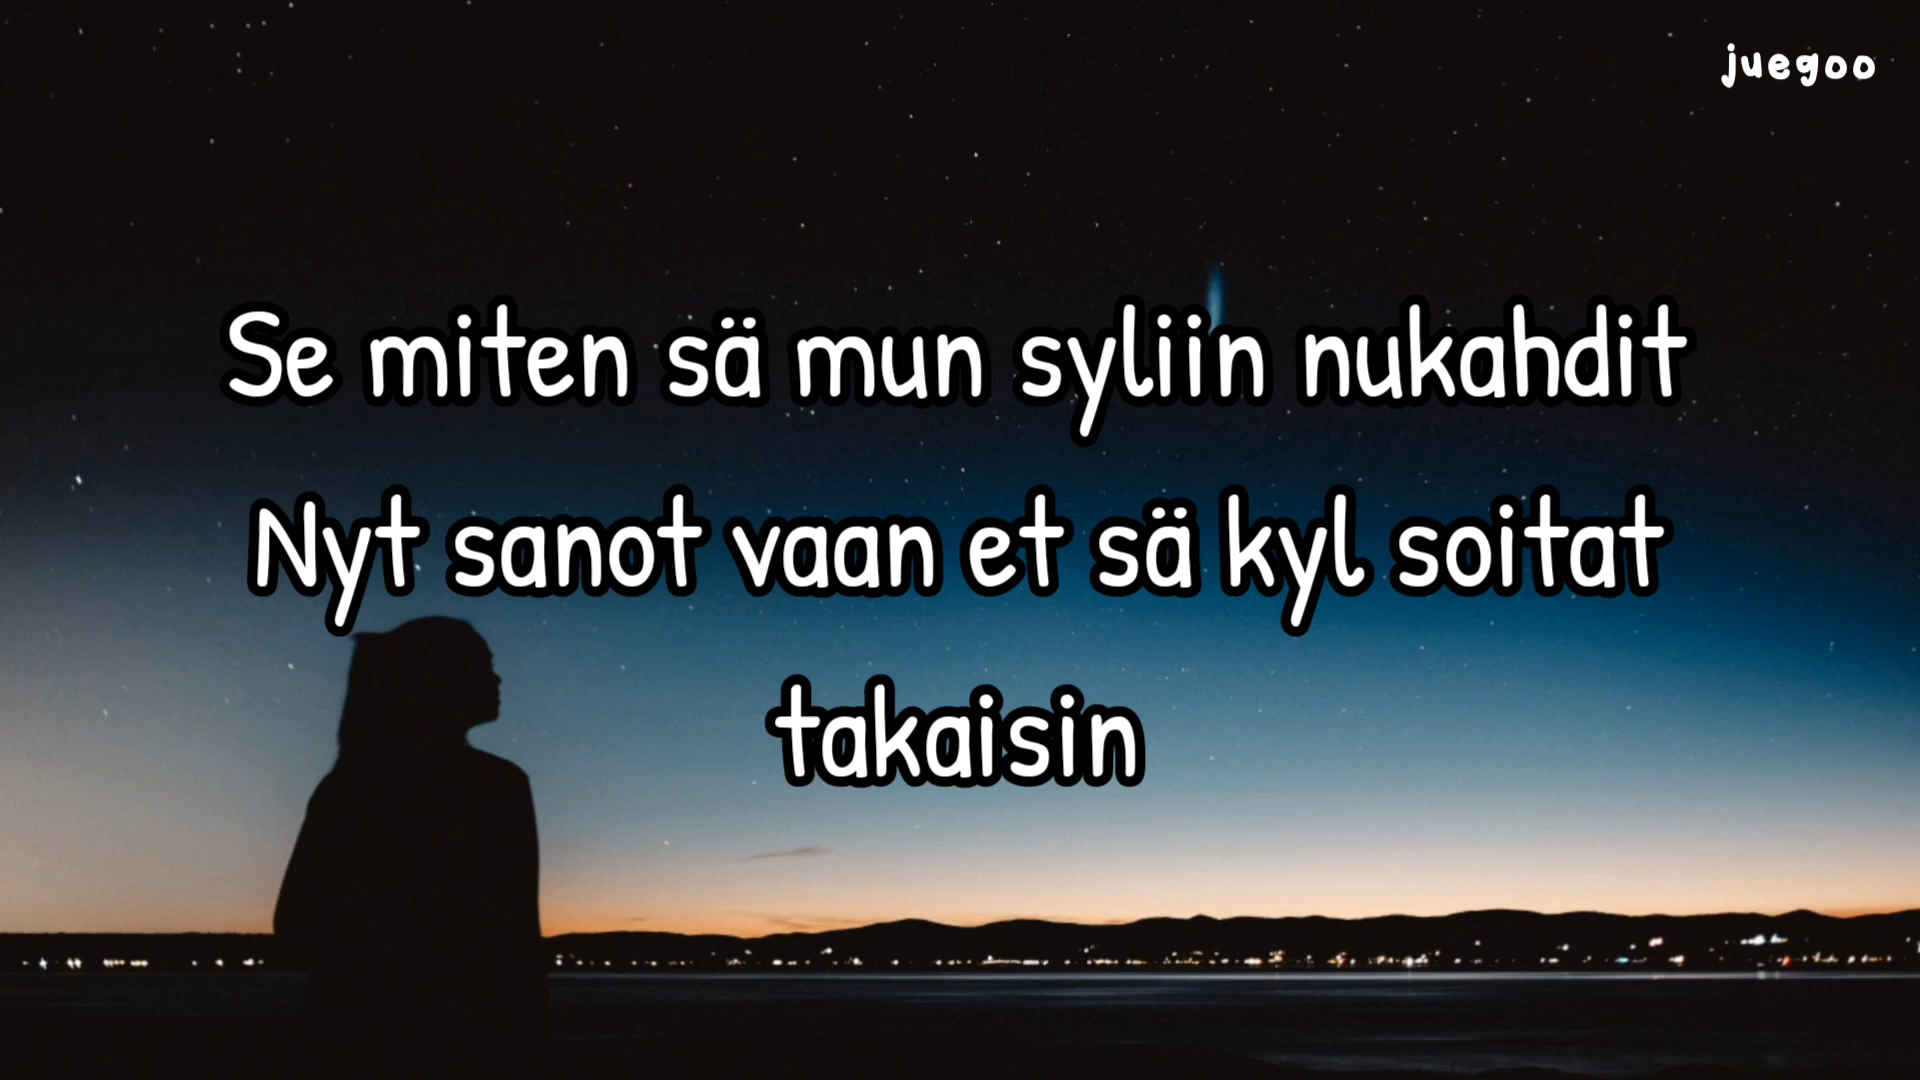 juegoo
Se miten sä mun syliin nukahdit
Nyt sanot vaan et sä kyl soitat
takaisin